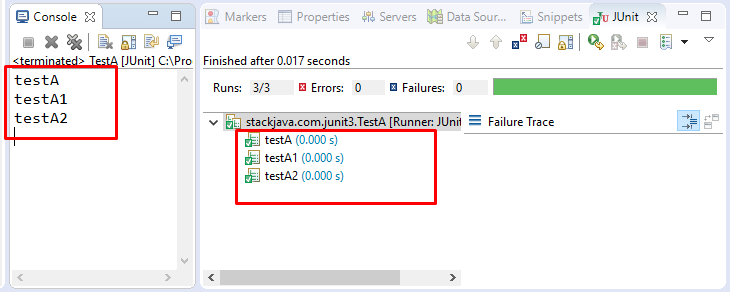 Console
<terminated> TestA [JUnit] C:\Pro
testA
testA1
testA2
Markers Properties Servers Data Sour... Snippets JUnit
Finished after 0.017 seconds
Runs: 3/3 Errors: 0 Failures: 0
stackjava.com.junit3.TestA [Runner: JUnit
Failure Trace
testA (0.000 s)
testA1 (0.000 s)
testA2 (0.000 s)